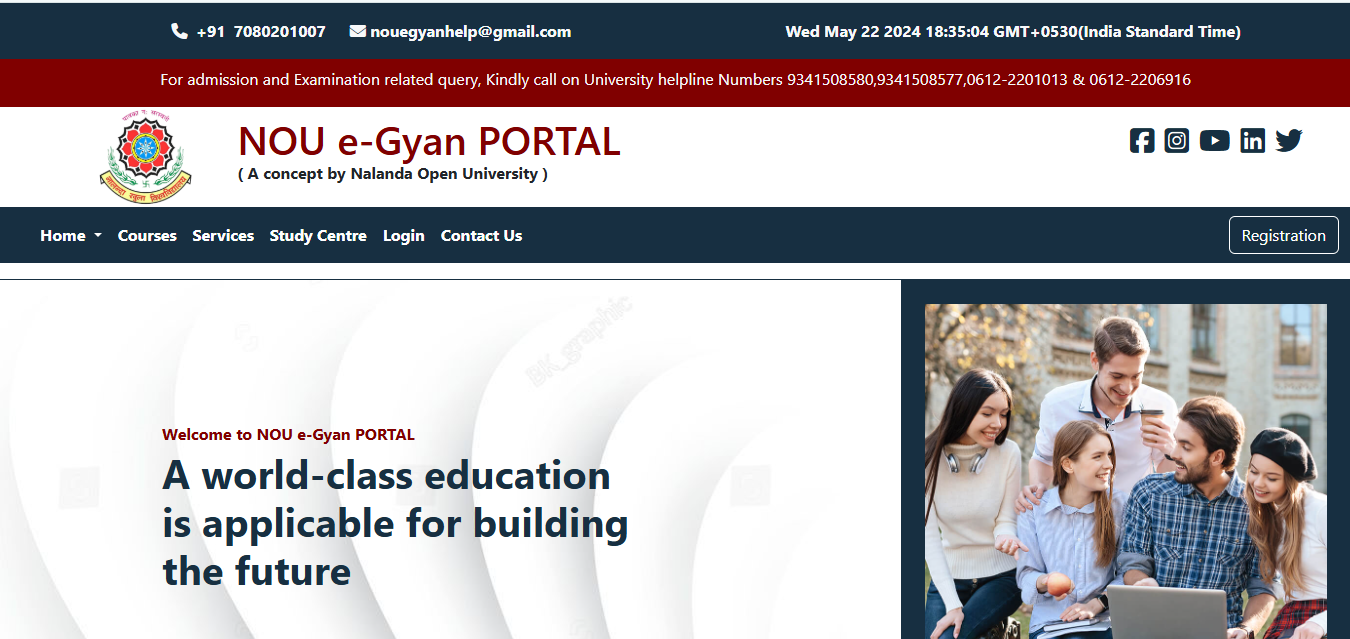 +91 7080201007 nouegyanhelp@gmail.com Wed May 22 2024 18:35:04 GMT+0530(India Standard Time)
For admission and Examination related query, Kindly call on University helpline Numbers 9341508580,9341508577,0612-2201013 & 0612-2206916
NOU e-Gyan PORTAL
( A concept by Nalanda Open University )
Home Courses Services Study Centre Login Contact Us Registration
BK_graphic
Welcome to NOU e-Gyan PORTAL
A world-class education
is applicable for building
the future